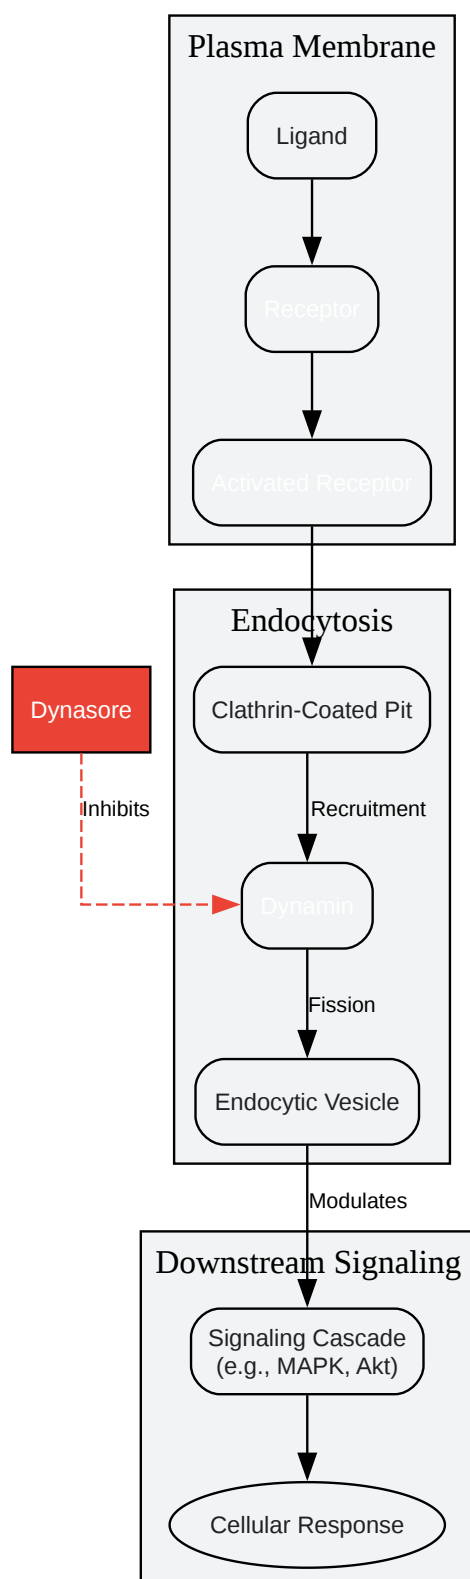 Plasma Membrane
Ligand
Receptor
Activated Receptor
Endocytosis
Dynasore
Clathrin-Coated Pit
Inhibits
Recruitment
Dynamin
Fission
Endocytic Vesicle
Modulates
Downstream Signaling
Signaling Cascade
(e.g., MAPK, Akt)
Cellular Response